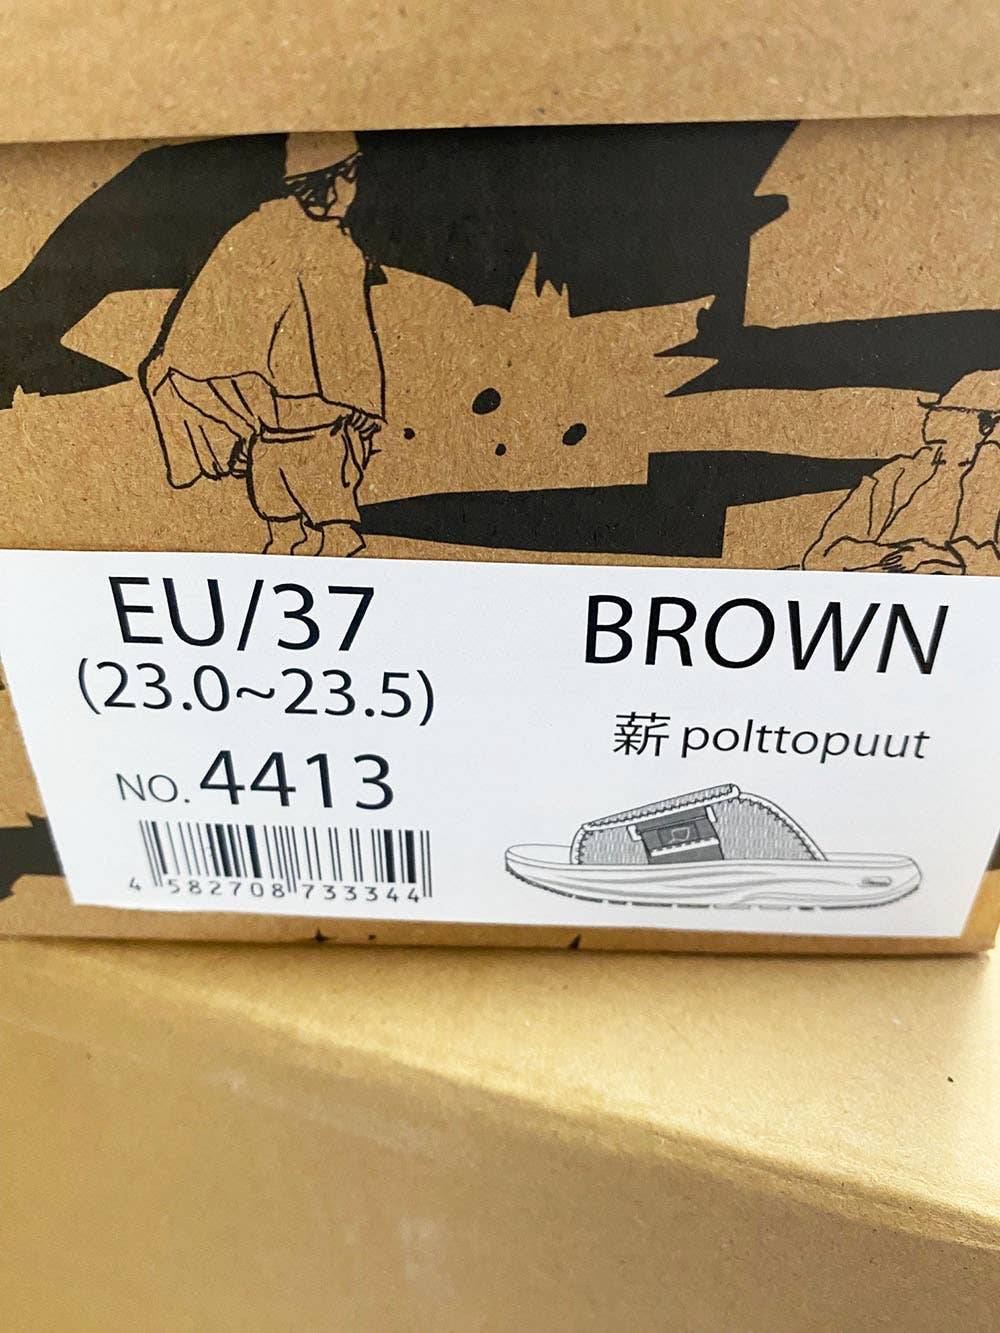 EU/37
(23.0~23.5)
NO. 4413
4 582708 733344
BROWN
薪 polttopuut